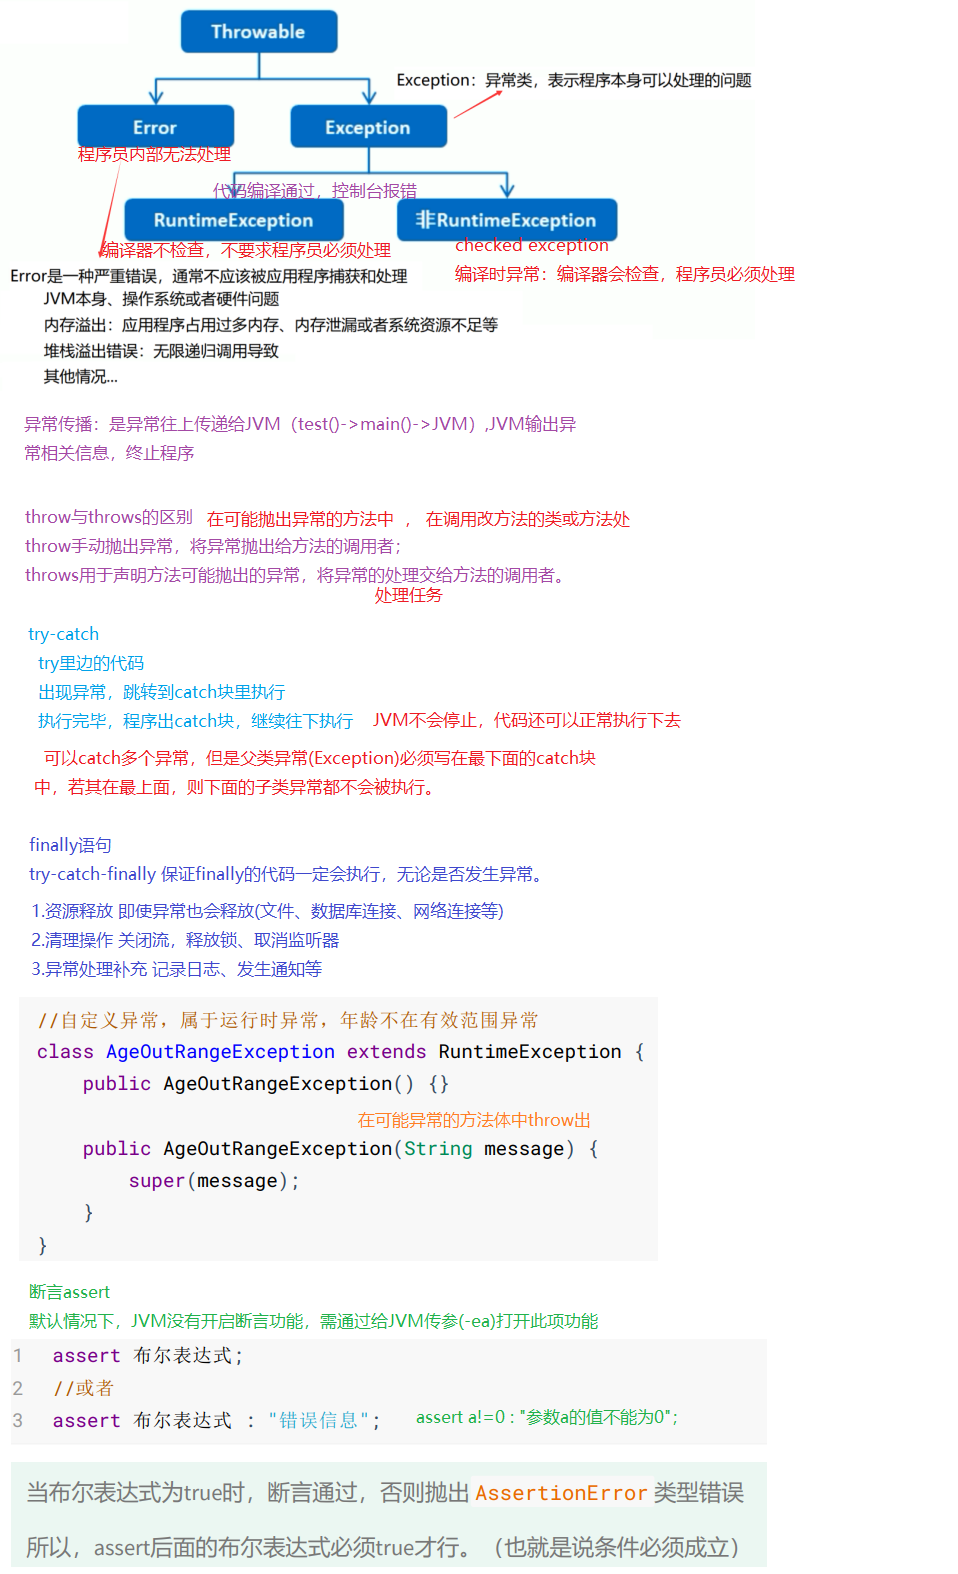 Throwable
Exception：异常类，表示程序本身可以处理的问题
Error
Exception
程序员内部无法处理
代码编译通过，控制台报错
RuntimeException
非RuntimeException
编译器不检查，不要求程序员必须处理
checked exception
编译时异常：编译器会检查，程序员必须处理
Error是一种严重错误，通常不应该被应用程序捕获和处理
JVM本身、操作系统或者硬件问题
内存溢出：应用程序占用过多内存、内存泄漏或者系统资源不足等
堆栈溢出错误：无限递归调用导致
其他情况...
异常传播：是异常往上传递给JVM（test()->main()->JVM）,JVM输出异
常相关信息，终止程序
throw与throws的区别 在可能抛出异常的方法中 ，在调用改方法的类或方法处
throw手动抛出异常，将异常抛出给方法的调用者；
throws用于声明方法可能抛出的异常，将异常的处理交给方法的调用者。
处理任务
try-catch
try里边的代码
出现异常，跳转到catch块里执行
执行完毕，程序出catch块，继续往下执行 JVM不会停止，代码还可以正常执行下去
可以catch多个异常，但是父类异常(Exception)必须写在最下面的catch块
中，若其在最上面，则下面的子类异常都不会被执行。
finally语句
try-catch-finally 保证finally的代码一定会执行，无论是否发生异常。
1.资源释放 即使异常也会释放(文件、数据库连接、网络连接等)
2.清理操作 关闭流，释放锁、取消监听器
3.异常处理补充 记录日志、发生通知等
//自定义异常，属于运行时异常，年龄不在有效范围异常
class AgeOutRangeException extends RuntimeException {
public AgeOutRangeException() {}
在可能异常的方法体中throw出
public AgeOutRangeException(String message) {
super(message);
}
}
断言assert
默认情况下，JVM没有开启断言功能，需通过给JVM传参(-ea)打开此项功能
1 assert 布尔表达式;
2 //或者
3 assert 布尔表达式 : "错误信息"; assert a!=0 : "参数a的值不能为0";
当布尔表达式为true时，断言通过，否则抛出AssertionError类型错误
所以，assert后面的布尔表达式必须true才行。（也就是说条件必须成立）